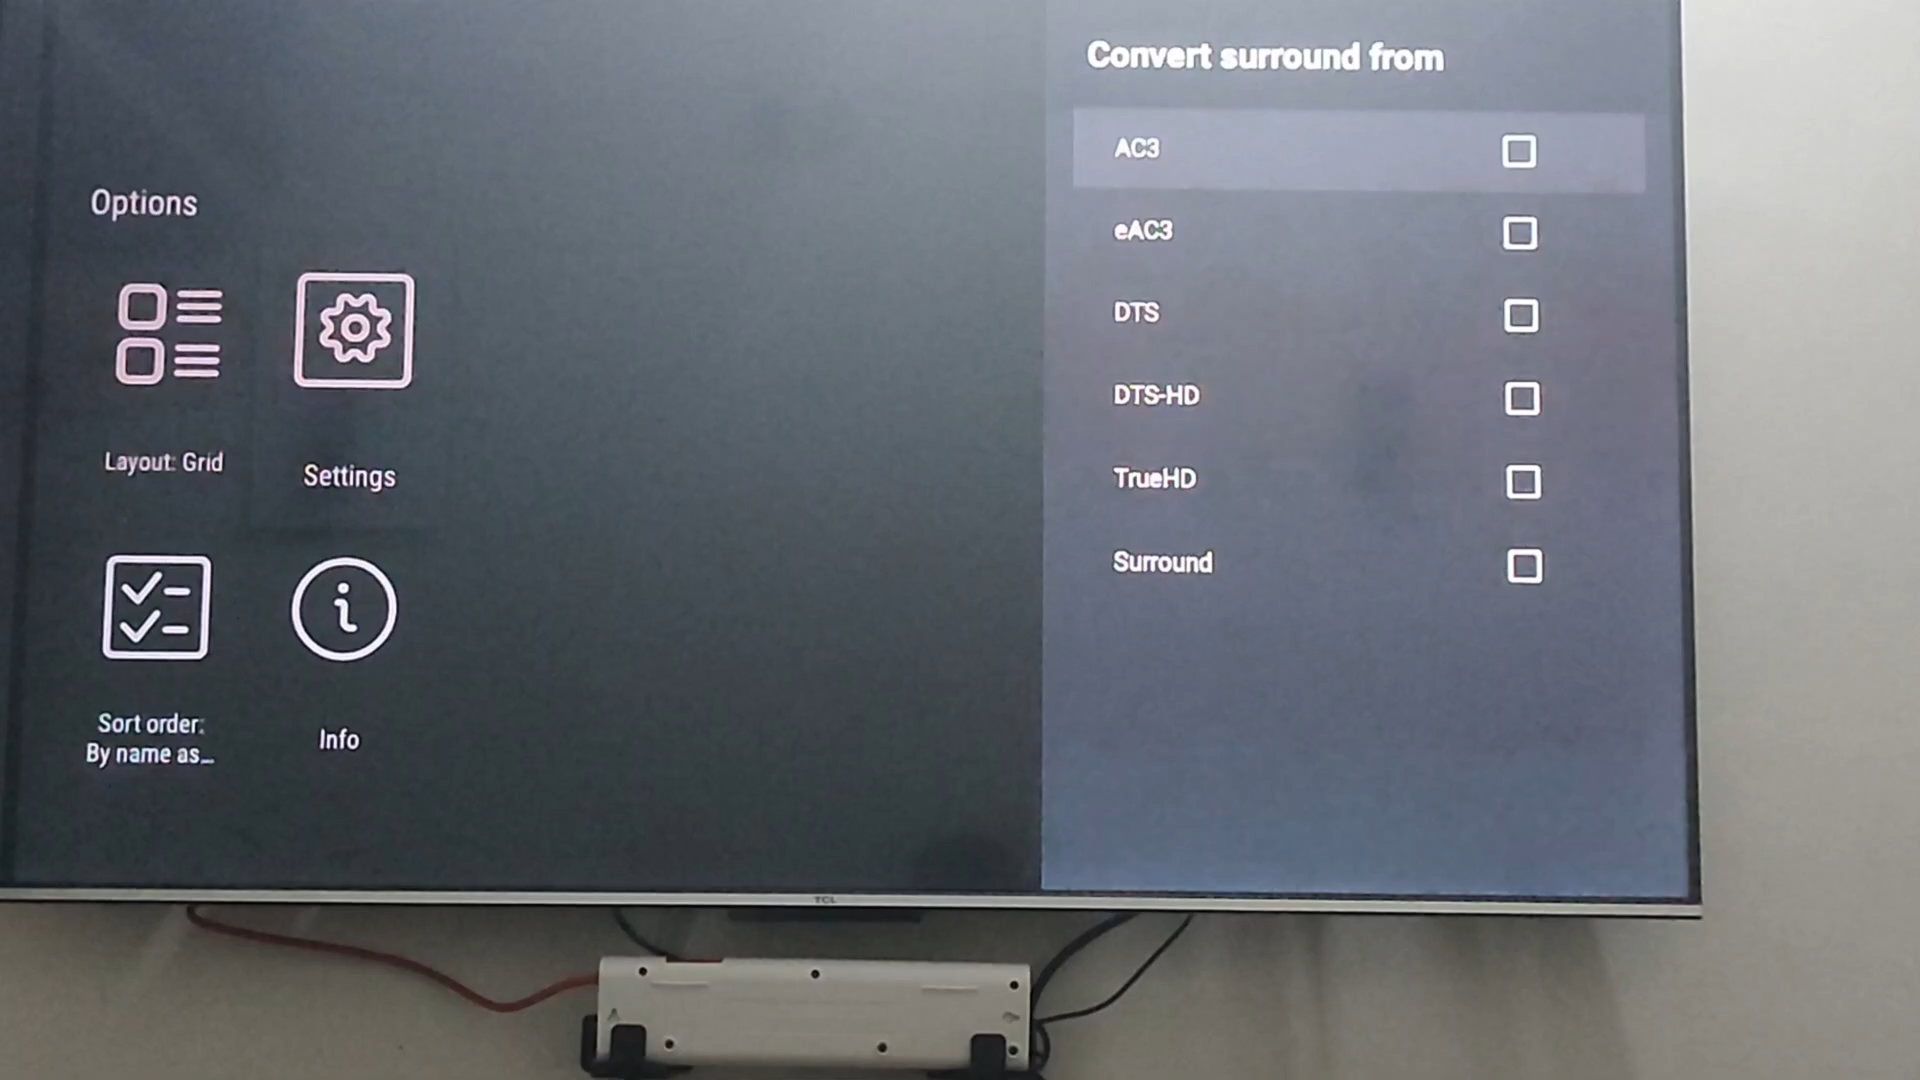 Options
Layout: Grid
Settings
Sort order:
By name as...
Info
Convert surround from
AC3
eAC3
DTS
DTS-HD
TrueHD
Surround
TCL